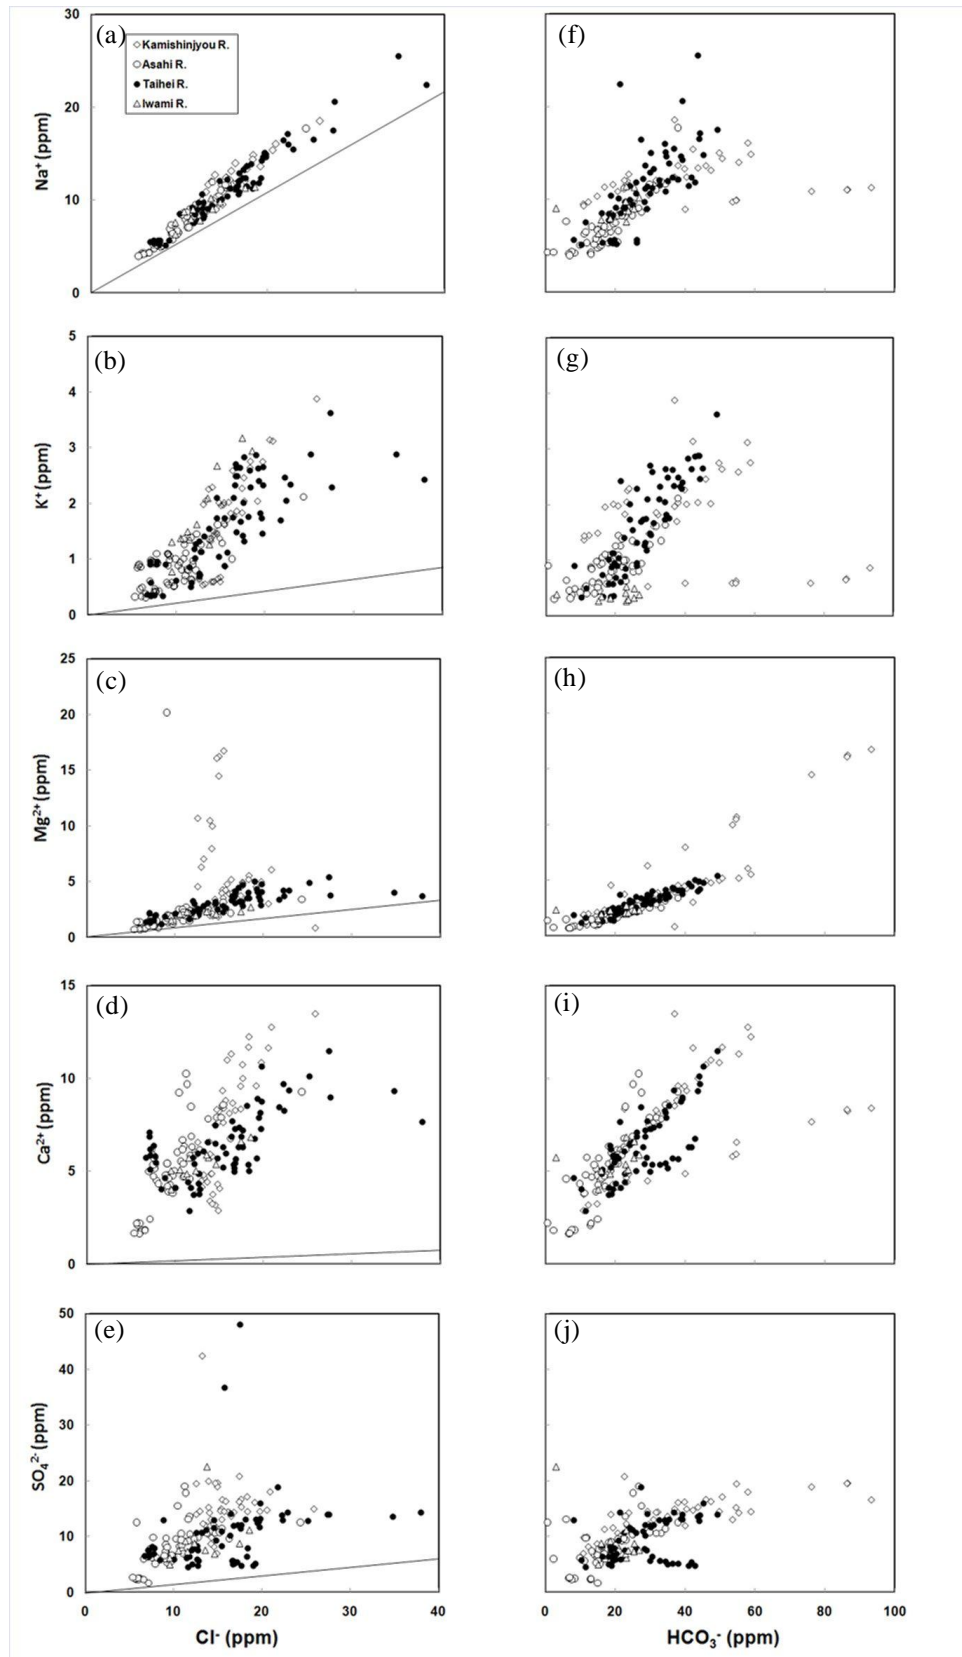 (a)
(f)
Kamishinjyou R.
Asahi R.
Taihei R.
Iwami R.
30
20
10
0
Na⁺ (ppm)
(b)
(g)
5
4
3
2
1
0
K⁺ (ppm)
(c)
(h)
25
20
15
10
5
0
Mg²⁺ (ppm)
(d)
(i)
15
10
5
0
Ca²⁺ (ppm)
(e)
(j)
50
40
30
20
10
0
SO₄²⁻ (ppm)
0 10 20 30 40
0 20 40 60 80 100
Cl⁻ (ppm)
HCO₃⁻ (ppm)